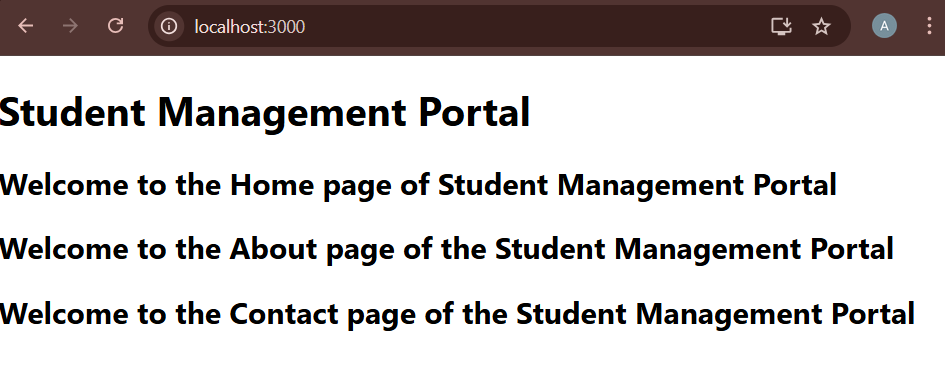 localhost:3000
A
Student Management Portal
Welcome to the Home page of Student Management Portal
Welcome to the About page of the Student Management Portal
Welcome to the Contact page of the Student Management Portal